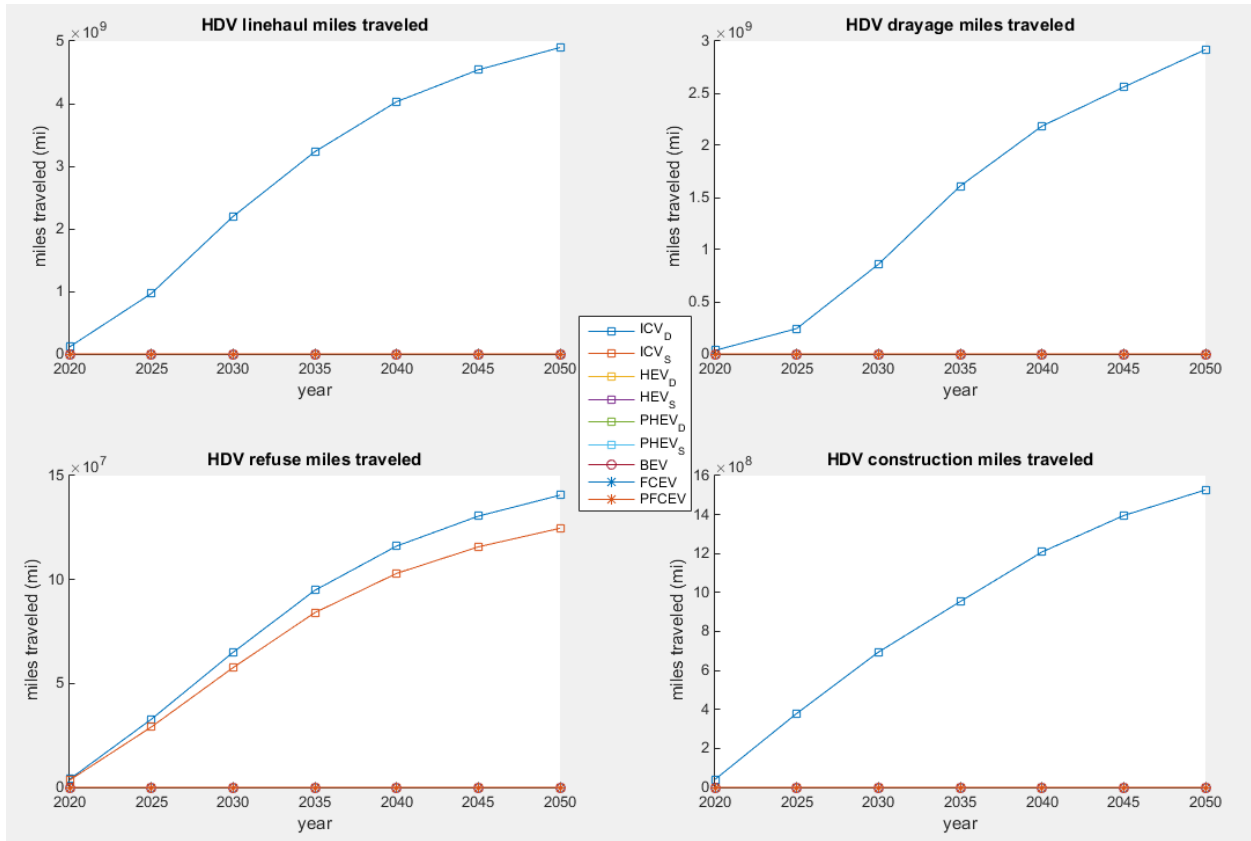 HDV linehaul miles traveled
× 10^9
5
4
3
2
1
0
miles traveled (mi)
2020 2025 2030 2035 2040 2045 2050
year
HDV drayage miles traveled
× 10^9
3
2.5
2
1.5
1
0.5
0
miles traveled (mi)
2020 2025 2030 2035 2040 2045 2050
year
ICV_D
ICV_S
HEV_D
HEV_S
PHEV_D
PHEV_S
BEV
FCEV
PFCEV
HDV refuse miles traveled
× 10^7
15
10
5
0
miles traveled (mi)
2020 2025 2030 2035 2040 2045 2050
year
HDV construction miles traveled
× 10^8
16
14
12
10
8
6
4
2
0
miles traveled (mi)
2020 2025 2030 2035 2040 2045 2050
year